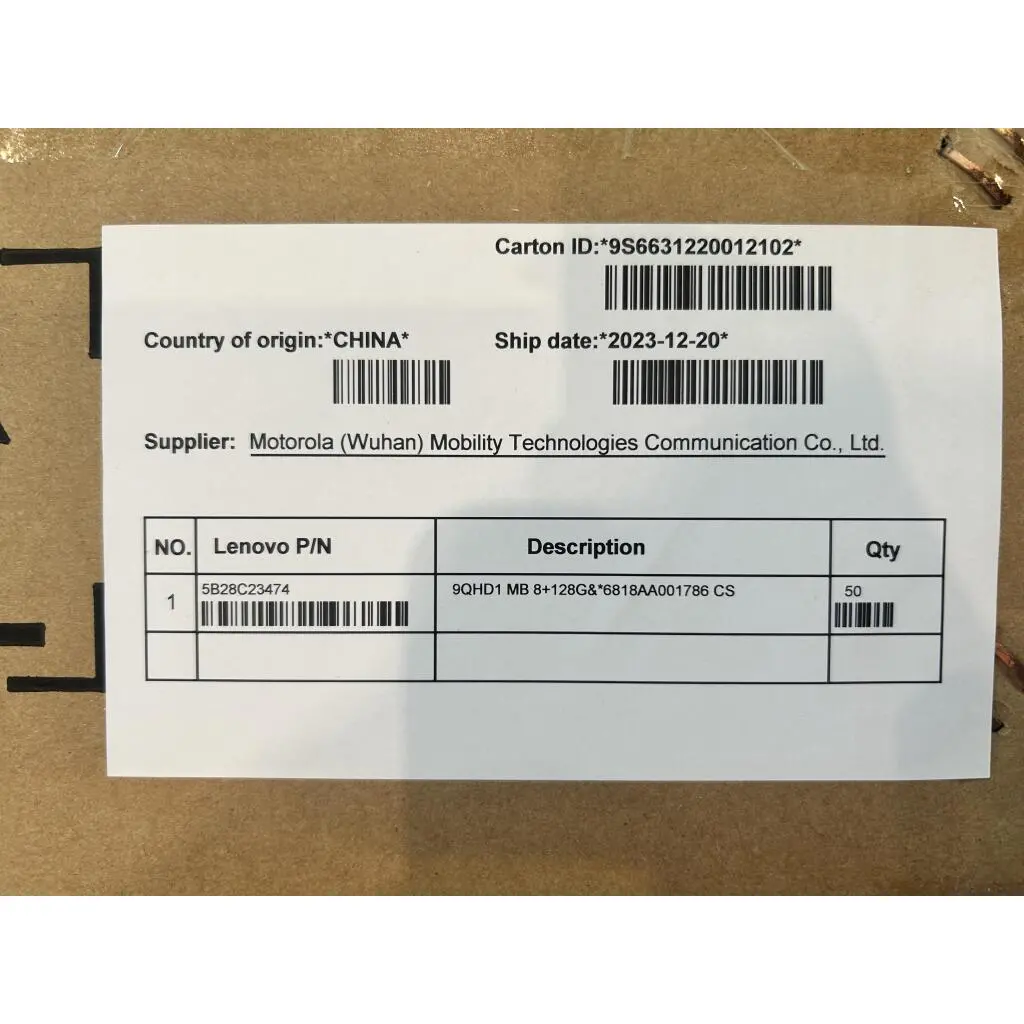 Carton ID:*9S6631220012102*
Country of origin:*CHINA* Ship date:*2023-12-20*
Supplier: Motorola (Wuhan) Mobility Technologies Communication Co., Ltd.
NO. Lenovo P/N Description Qty
1 5B28C23474 9QHD1 MB 8+128G&*6818AA001786 CS 50